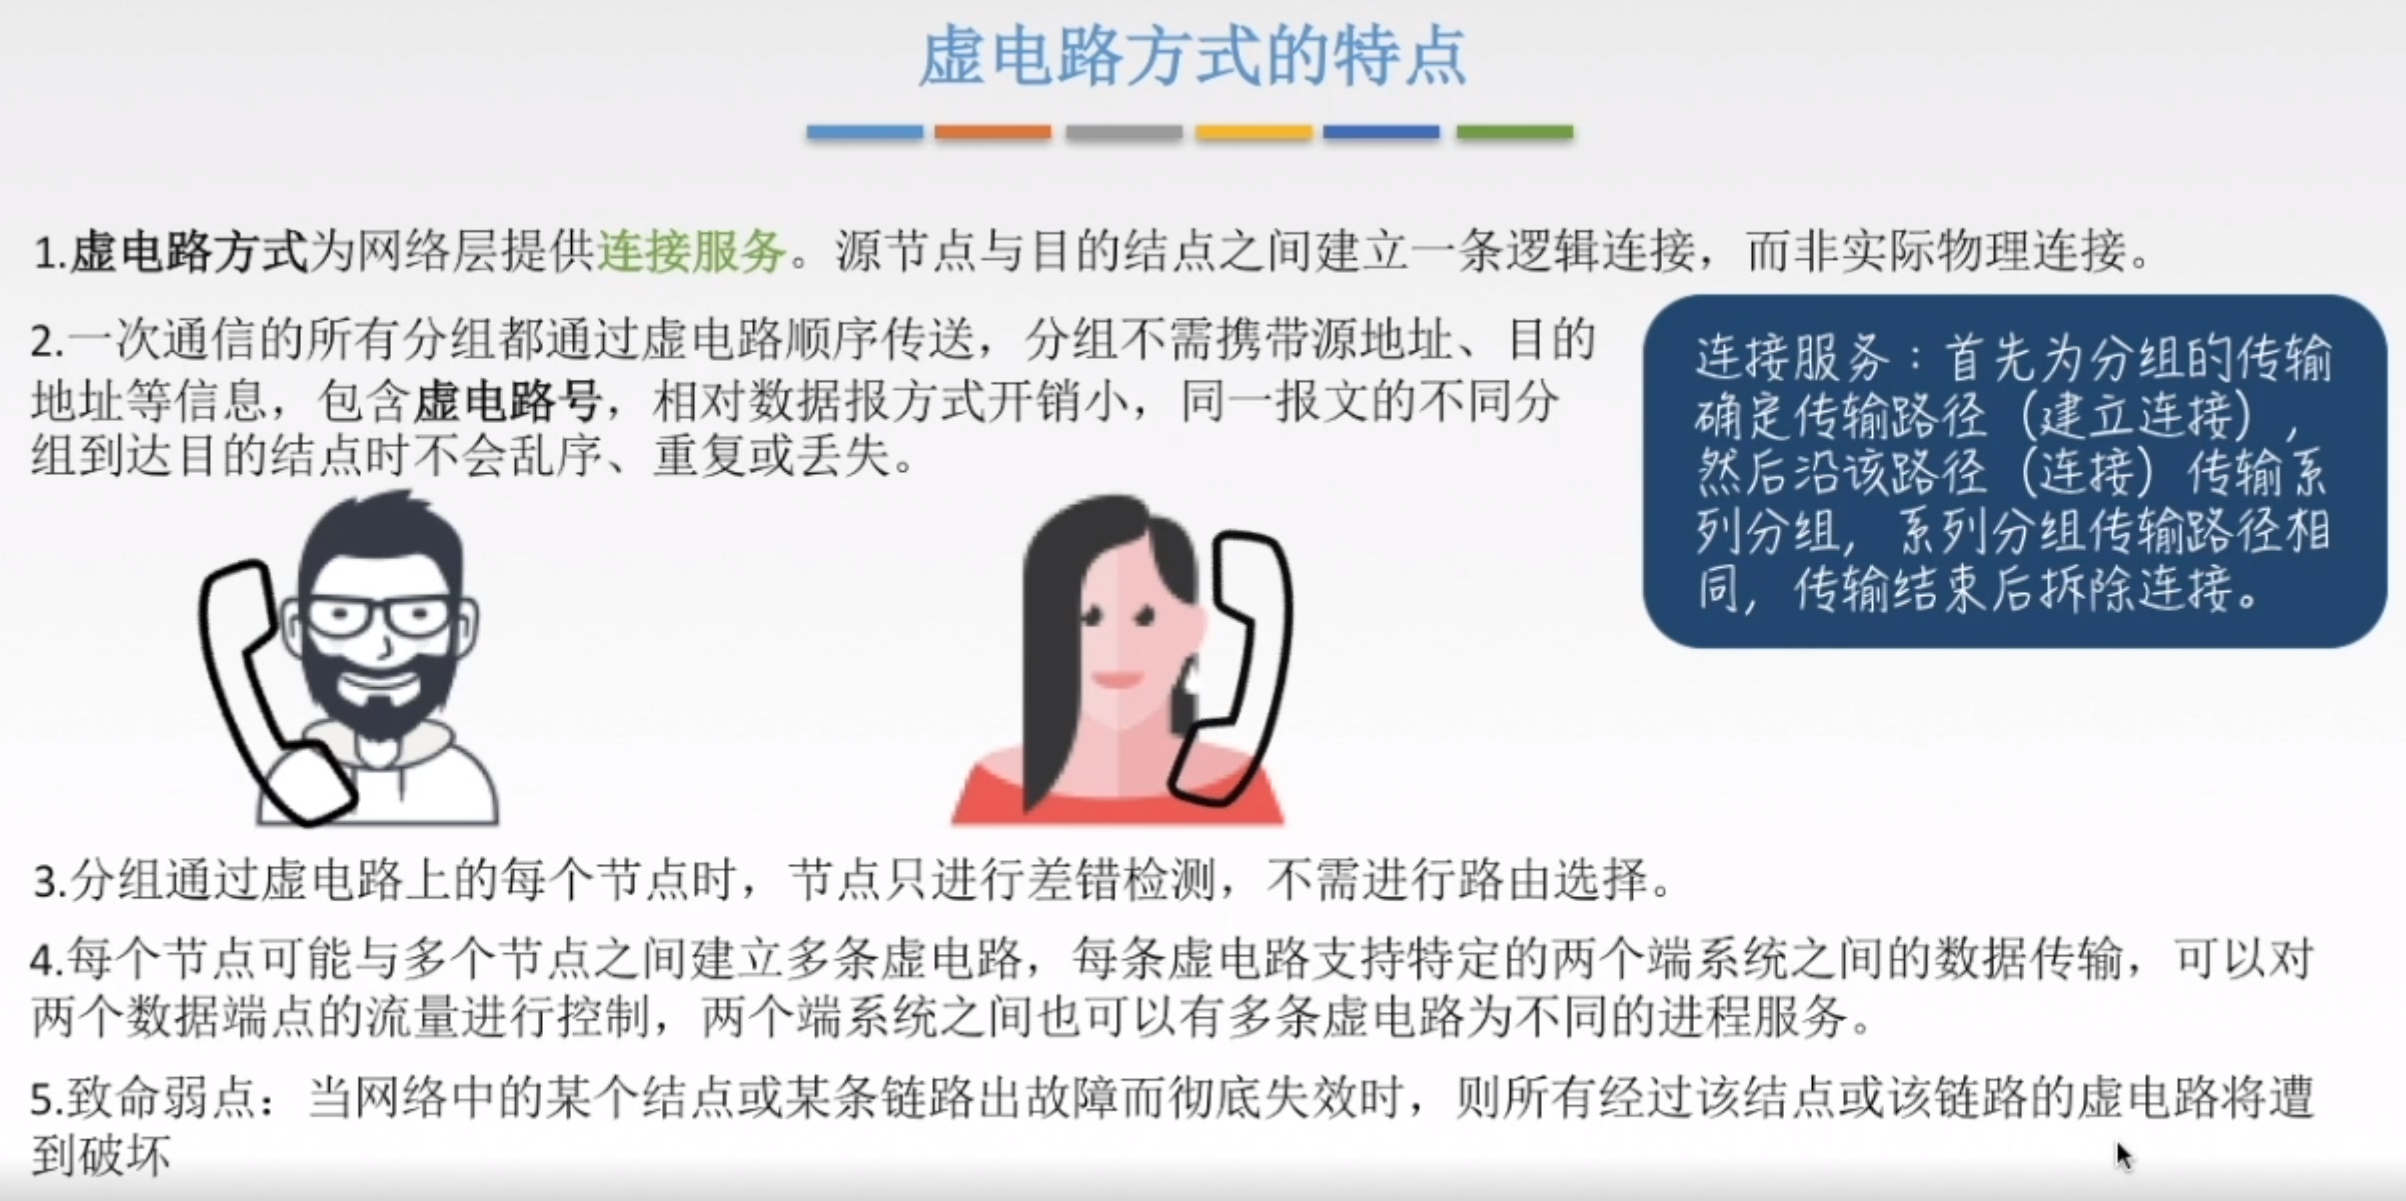 虚电路方式的特点
1.虚电路方式为网络层提供连接服务。源节点与目的结点之间建立一条逻辑连接，而非实际物理连接。
2.一次通信的所有分组都通过虚电路顺序传送，分组不需携带源地址、目的
地址等信息，包含虚电路号，相对数据报方式开销小，同一报文的不同分
组到达目的结点时不会乱序、重复或丢失。
连接服务：首先为分组的传输
确定传输路径（建立连接），
然后沿该路径（连接）传输系
列分组，系列分组传输路径相
同，传输结束后拆除连接。
3.分组通过虚电路上的每个节点时，节点只进行差错检测，不需进行路由选择。
4.每个节点可能与多个节点之间建立多条虚电路，每条虚电路支持特定的两个端系统之间的数据传输，可以对
两个数据端点的流量进行控制，两个端系统之间也可以有多条虚电路为不同的进程服务。
5.致命弱点：当网络中的某个结点或某条链路出故障而彻底失效时，则所有经过该结点或该链路的虚电路将遭
到破坏